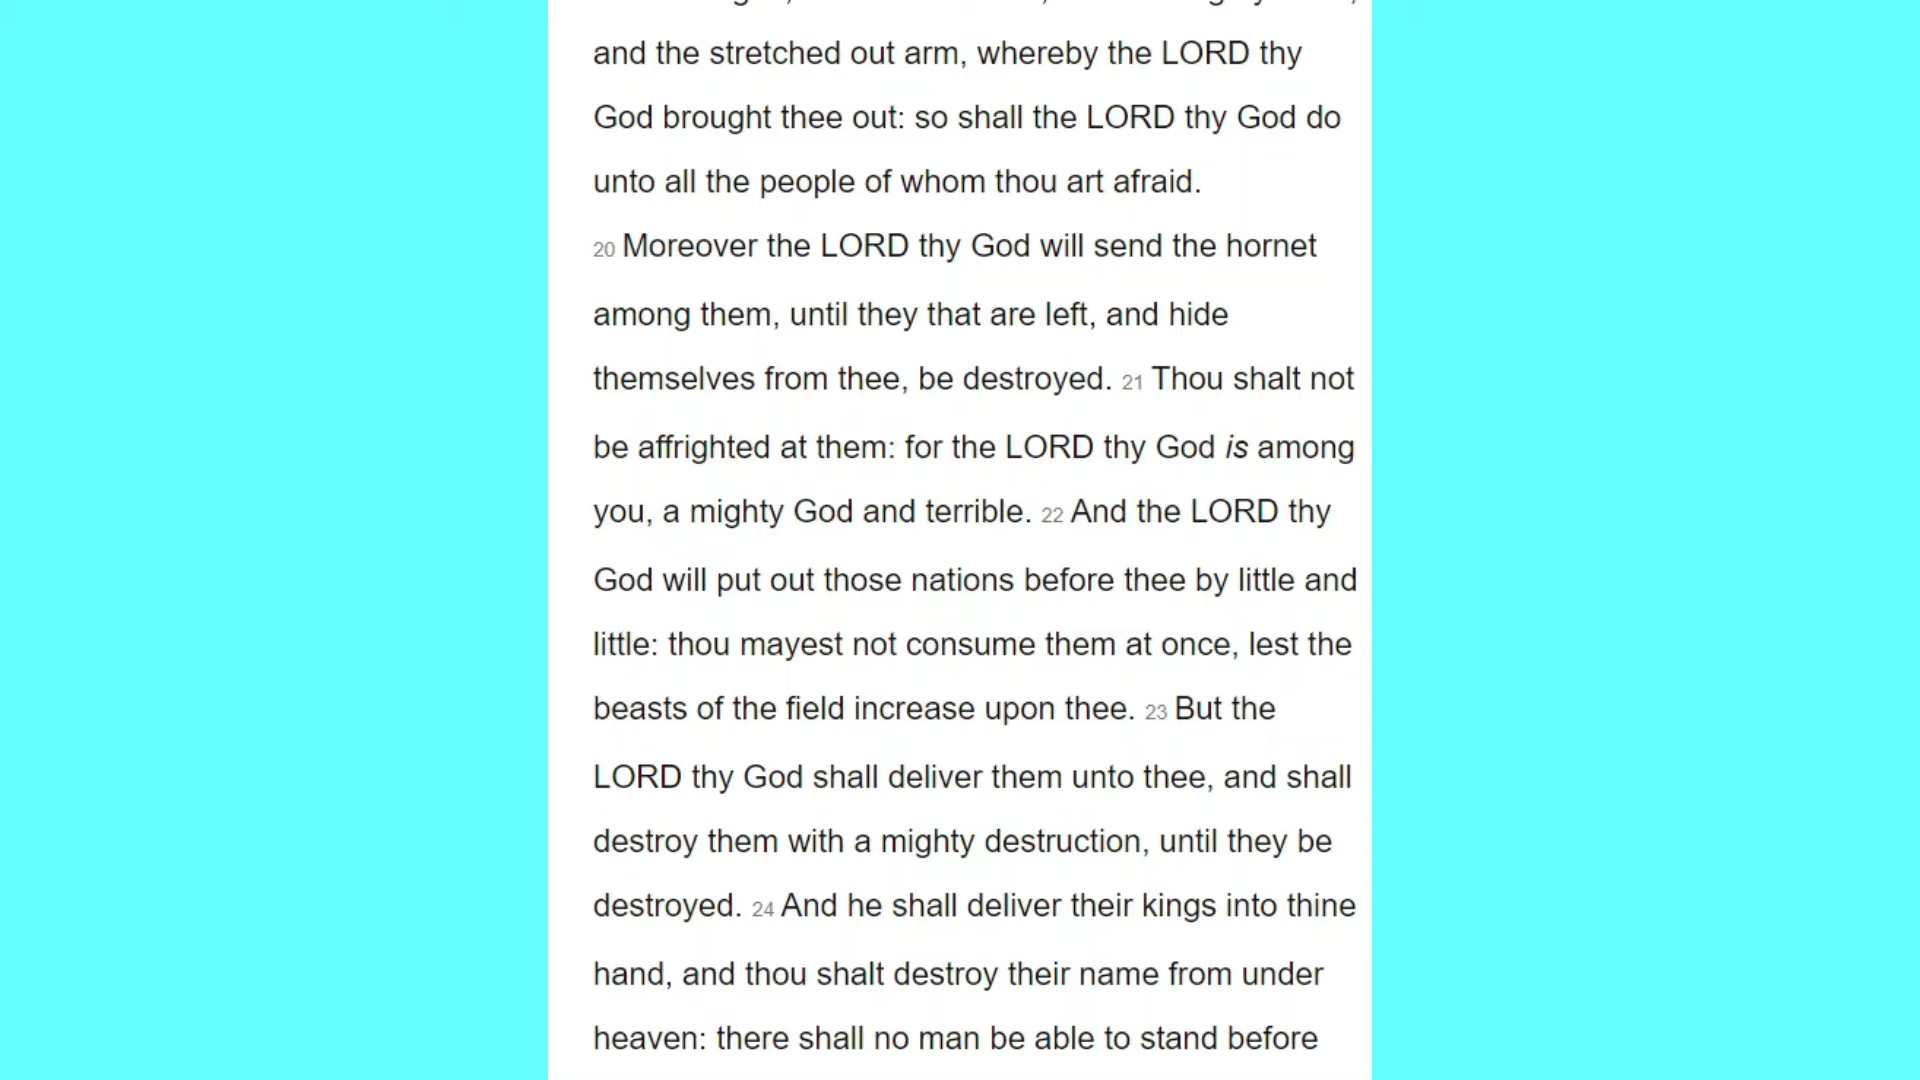 and the stretched out arm, whereby the LORD thy
God brought thee out: so shall the LORD thy God do
unto all the people of whom thou art afraid.
20 Moreover the LORD thy God will send the hornet
among them, until they that are left, and hide
themselves from thee, be destroyed. 21 Thou shalt not
be affrighted at them: for the LORD thy God is among
you, a mighty God and terrible. 22 And the LORD thy
God will put out those nations before thee by little and
little: thou mayest not consume them at once, lest the
beasts of the field increase upon thee. 23 But the
LORD thy God shall deliver them unto thee, and shall
destroy them with a mighty destruction, until they be
destroyed. 24 And he shall deliver their kings into thine
hand, and thou shalt destroy their name from under
heaven: there shall no man be able to stand before